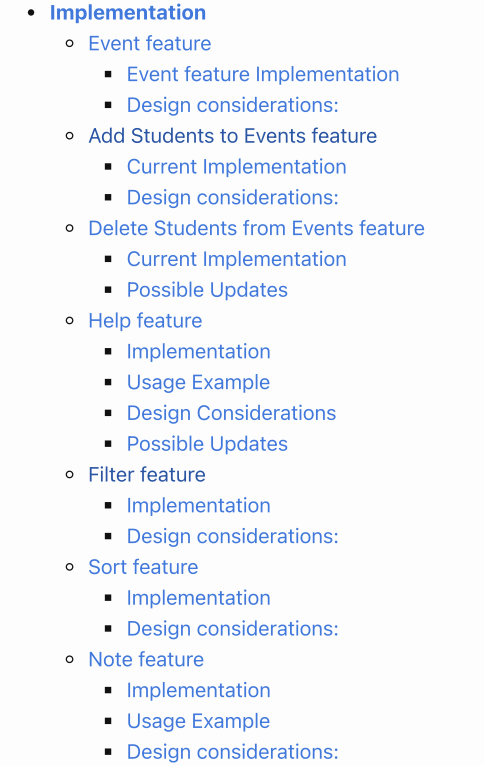 Implementation
Event feature
Event feature Implementation
Design considerations:
Add Students to Events feature
Current Implementation
Design considerations:
Delete Students from Events feature
Current Implementation
Possible Updates
Help feature
Implementation
Usage Example
Design Considerations
Possible Updates
Filter feature
Implementation
Design considerations:
Sort feature
Implementation
Design considerations:
Note feature
Implementation
Usage Example
Design considerations: